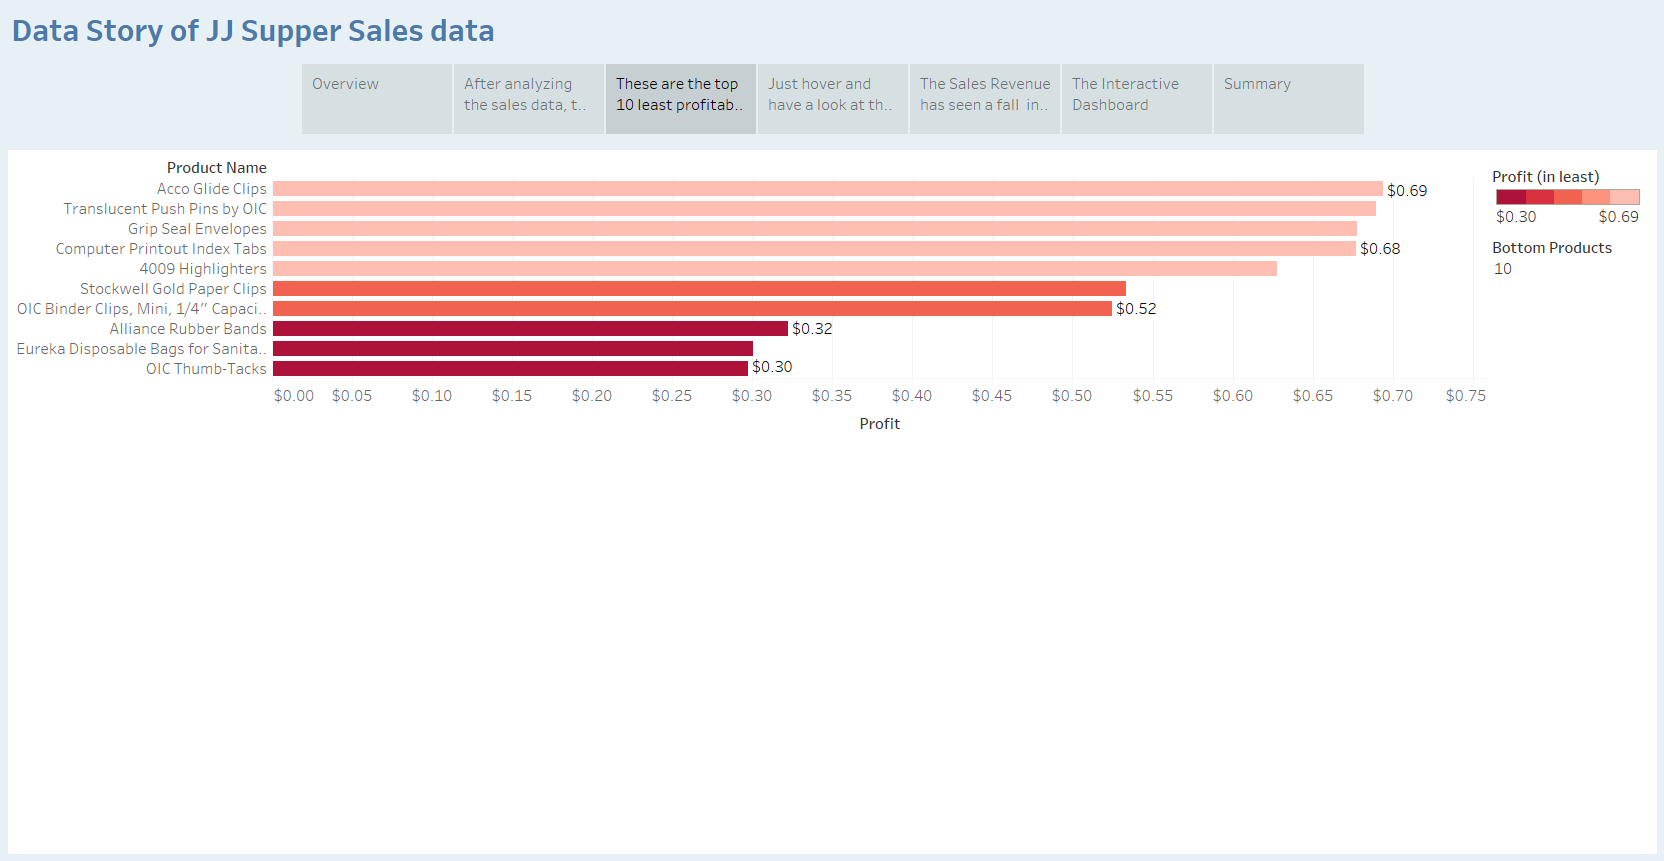 Data Story of JJ Supper Sales data
Overview
After analyzing
the sales data, t..
These are the top
10 least profitab..
Just hover and
have a look at th..
The Sales Revenue
has seen a fall  in..
The Interactive
Dashboard
Summary
Product Name
Acco Glide Clips
$0.69
Translucent Push Pins by OIC
Grip Seal Envelopes
Computer Printout Index Tabs
$0.68
4009 Highlighters
Stockwell Gold Paper Clips
OIC Binder Clips, Mini, 1/4” Capaci..
$0.52
Alliance Rubber Bands
$0.32
Eureka Disposable Bags for Sanita..
OIC Thumb-Tacks
$0.30
$0.00 $0.05 $0.10 $0.15 $0.20 $0.25 $0.30 $0.35 $0.40 $0.45 $0.50 $0.55 $0.60 $0.65 $0.70 $0.75
Profit
Profit (in least)
$0.30 $0.69
Bottom Products
10